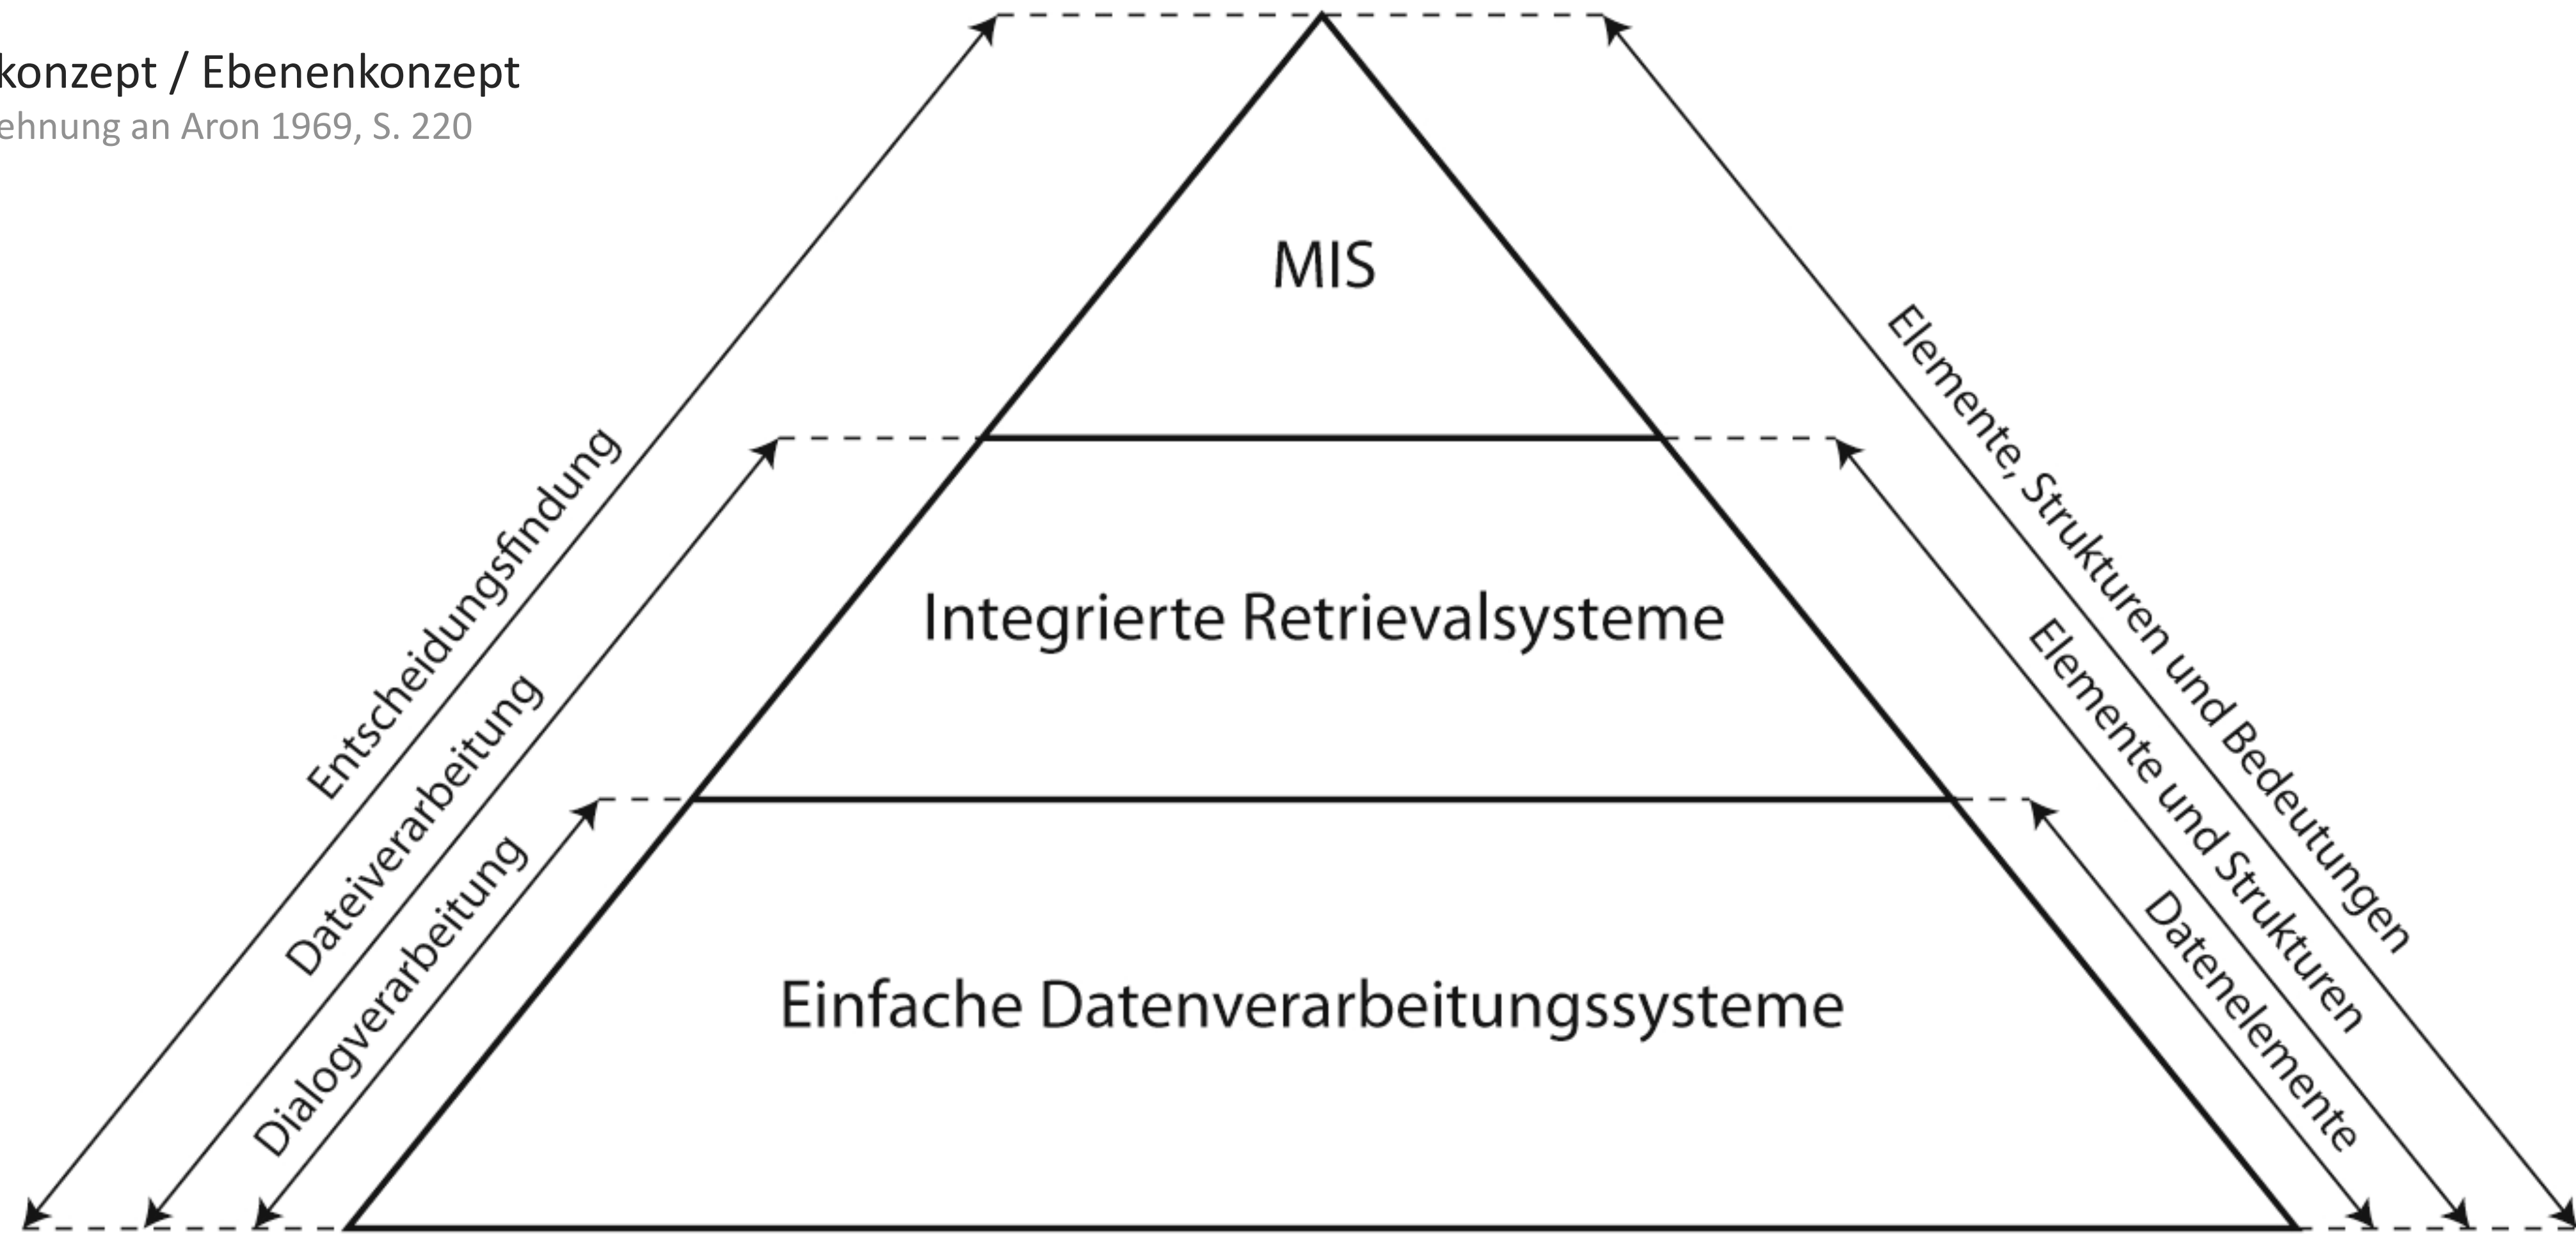 konzept / Ebenenkonzept
ehnung an Aron 1969, S. 220
MIS
Integrierte Retrievalsysteme
Einfache Datenverarbeitungssysteme
Entscheidungsfindung
Dateiverarbeitung
Dialogverarbeitung
Elemente, Strukturen und Bedeutungen
Elemente und Strukturen
Datenelemente